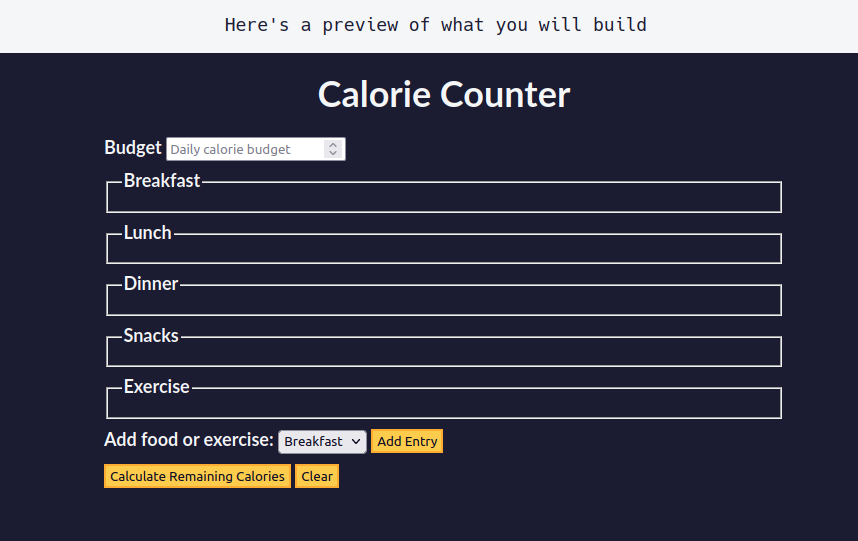 Here's a preview of what you will build
Calorie Counter
Budget Daily calorie budget
Breakfast
Lunch
Dinner
Snacks
Exercise
Add food or exercise: Breakfast Add Entry
Calculate Remaining Calories Clear